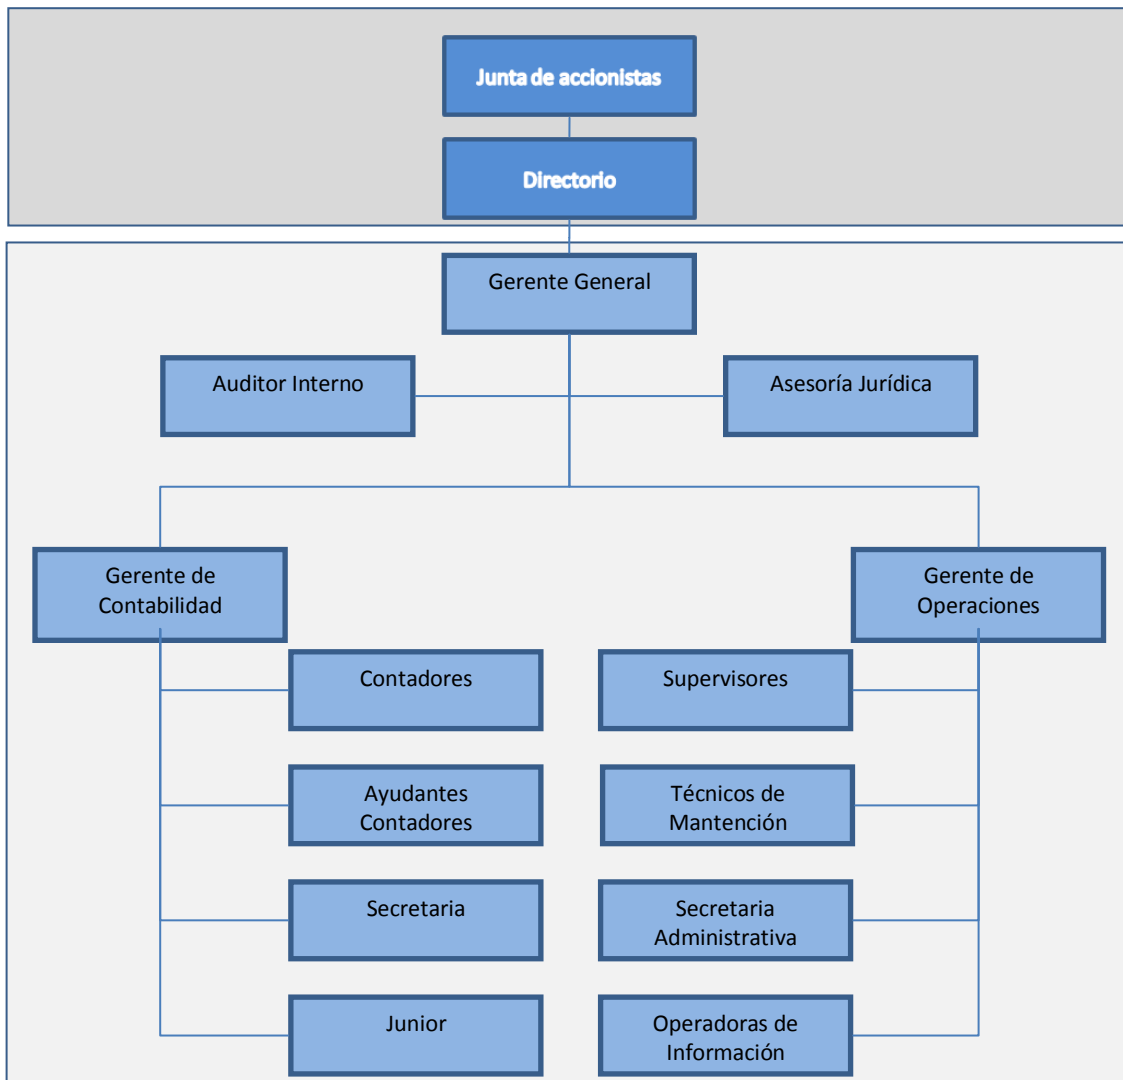 Junta de accionistas
Directorio
Gerente General
Auditor Interno
Asesoría Jurídica
Gerente de
Contabilidad
Gerente de
Operaciones
Contadores
Supervisores
Ayudantes
Contadores
Técnicos de
Mantención
Secretaria
Secretaria
Administrativa
Junior
Operadoras de
Información